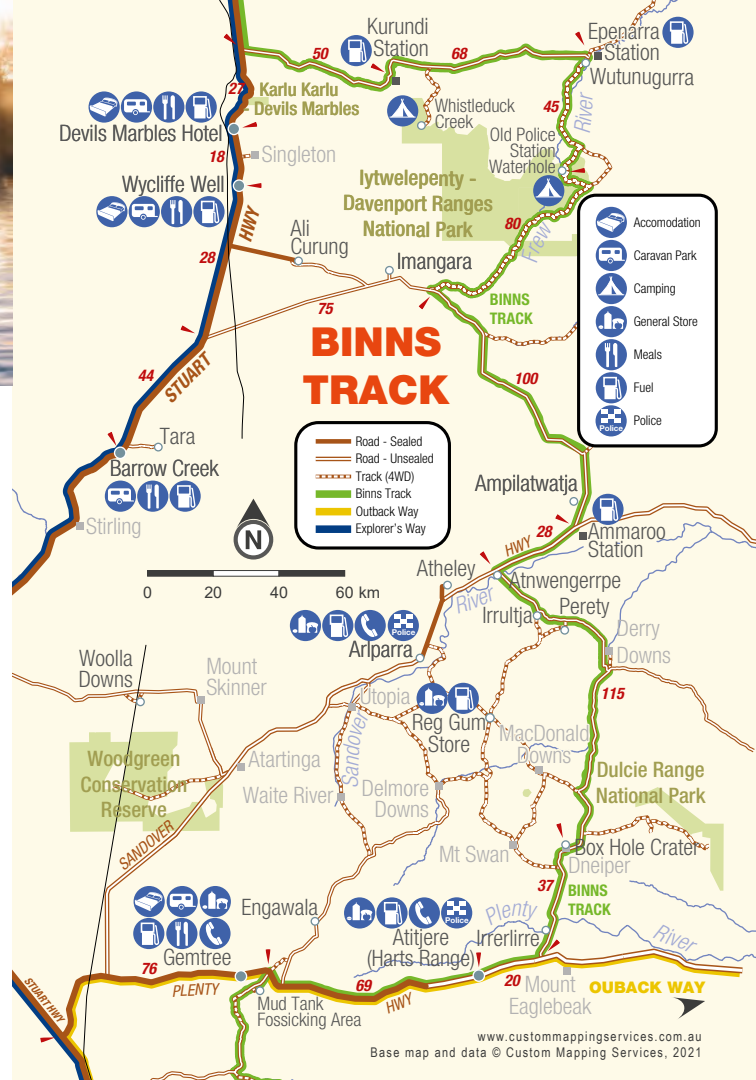 Kurundi
Station
50
68
Epenarra
Station
Wutunugurra
27
Karlu Karlu
- Devils Marbles
Devils Marbles Hotel
Whistleduck
Creek
45
River
Old Police
Station
Waterhole
18
Singleton
Wycliffe Well
Iytwelepenty -
Davenport Ranges
National Park
HWY
28
Ali
Curung
Imangara
80
Frew
75
BINNS
TRACK
Accomodation
Caravan Park
Camping
General Store
Meals
Fuel
Police
Police
BINNS
TRACK
STUART
44
100
Tara
Barrow Creek
Stirling
Road - Sealed
Road - Unsealed
Track (4WD)
Binns Track
Outback Way
Explorer's Way
N
0 20 40 60 km
Ampilatwatja
28
HWY
Ammaroo
Station
Atheley
River
Atnwengerrpe
Irrultja
Perety
Police
Arlparra
Derry
Downs
Woolla
Downs
Mount
Skinner
Utopia
Sandover
Reg Gum
Store
115
MacDonald
Downs
Woodgreen
Conservation
Reserve
Atartinga
Waite River
Delmore
Downs
Dulcie Range
National Park
SANDOVER
Mt Swan
Box Hole Crater
Dneiper
37
BINNS
TRACK
Engawala
Police
Plenty
River
Atitjere
(Harts Range)
Irrerlirre
Gemtree
76
PLENTY
STUART HWY
Mud Tank
Fossicking Area
69
HWY
20
Mount
Eaglebeak
OUBACK WAY
www.custommappingservices.com.au
Base map and data © Custom Mapping Services, 2021